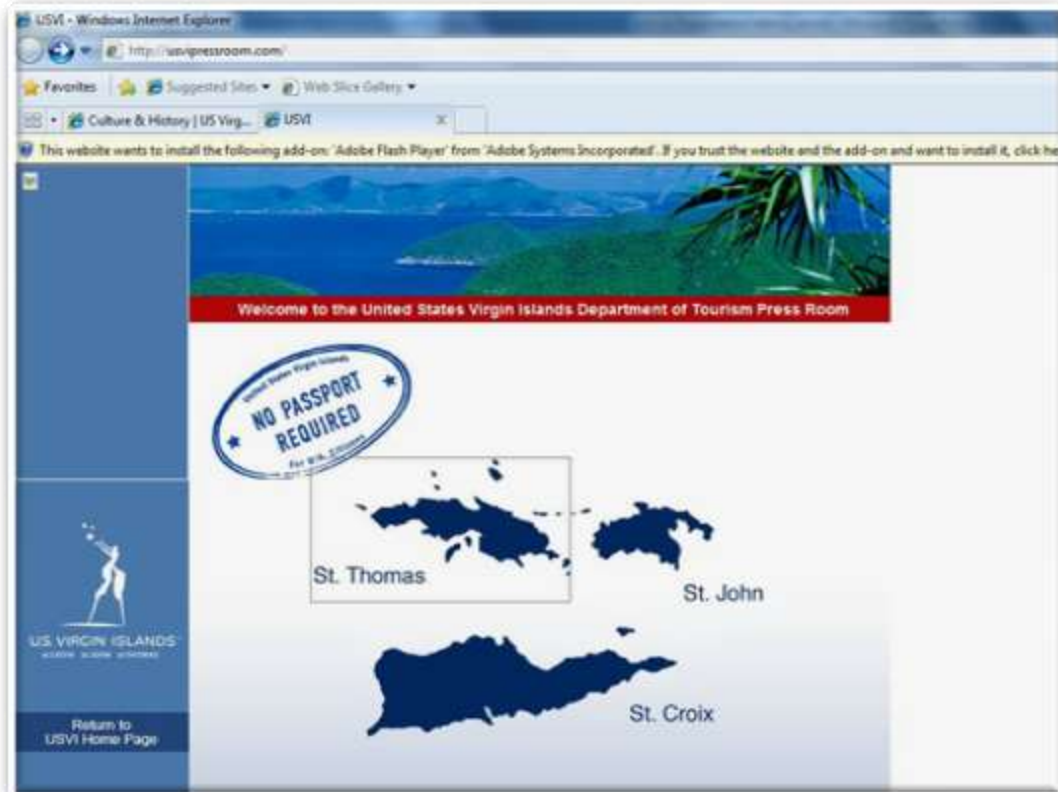 USVI - Windows Internet Explorer
http://usvipressroom.com/
Favorites Suggested Sites Web Slice Gallery
Culture & History | US Virg... USVI x
This website wants to install the following add-on: 'Adobe Flash Player' from 'Adobe Systems Incorporated'. If you trust the website and the add-on and want to install it, click he
Welcome to the United States Virgin Islands Department of Tourism Press Room
United States Virgin Islands
NO PASSPORT
REQUIRED
For U.S. Citizens
St. Thomas
St. John
St. Croix
US VIRGIN ISLANDS
Return to
USVI Home Page